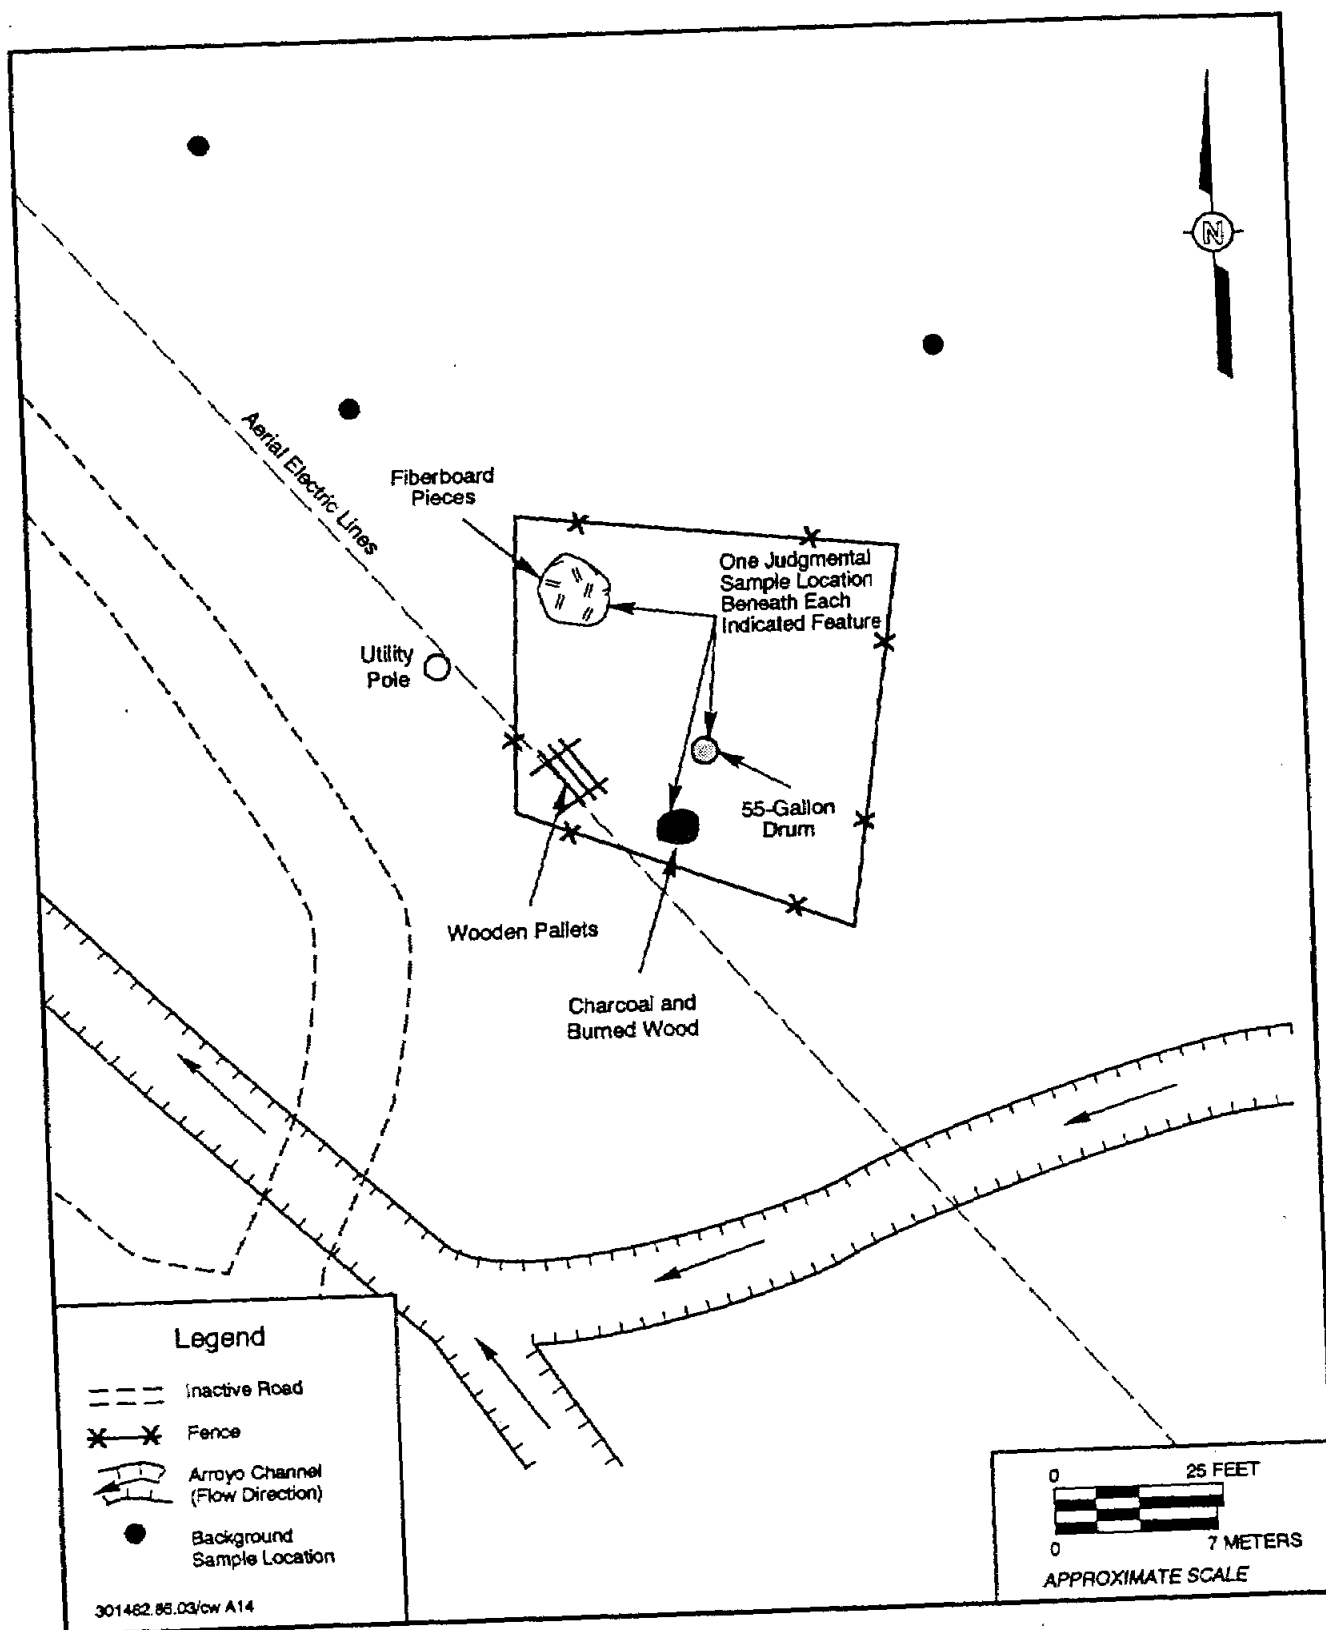 N
Aerial Electric Lines
Fiberboard
Pieces
One Judgmental
Sample Location
Beneath Each
Indicated Feature
Utility
Pole
55-Gallon
Drum
Wooden Pallets
Charcoal and
Burned Wood
Legend
Inactive Road
Fence
Arroyo Channel
(Flow Direction)
Background
Sample Location
301462.86.03/cw A14
0 25 FEET
0 7 METERS
APPROXIMATE SCALE